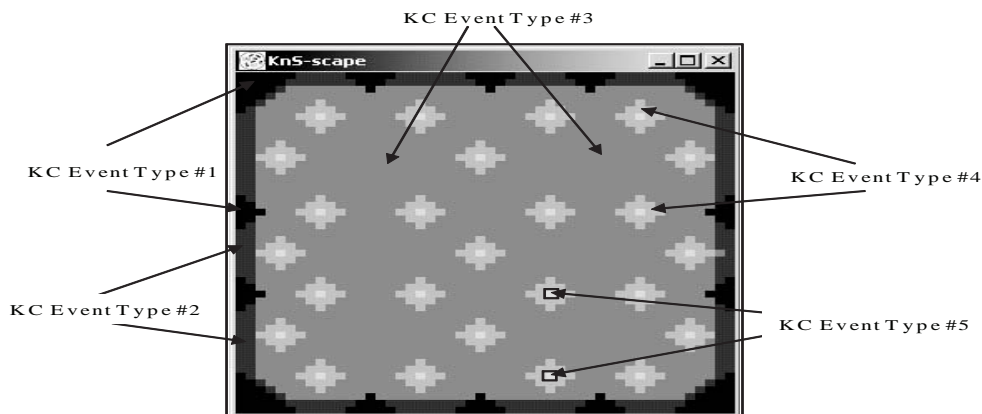 KC Event Type #3
KnS-scape
KC Event Type #1
KC Event Type #4
KC Event Type #2
KC Event Type #5